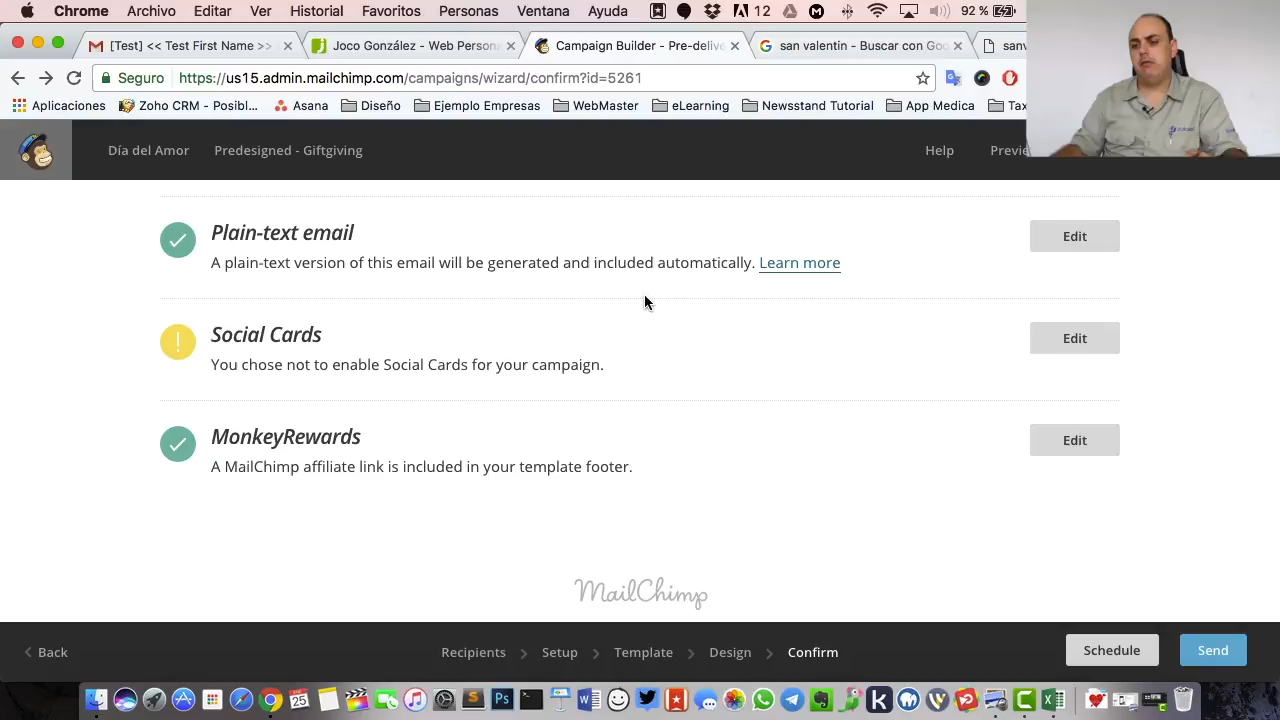 Chrome Archivo Editar Ver Historial Favoritos Personas Ventana Ayuda 12 92 %
[Test] << Test First Name >> Joco González - Web Persona Campaign Builder - Pre-delive san valentin - Buscar con Goo
Seguro https://us15.admin.mailchimp.com/campaigns/wizard/confirm?id=5261
Aplicaciones Zoho CRM - Posibl... Asana Diseño Ejemplo Empresas WebMaster eLearning Newsstand Tutorial App Medica
Día del Amor Predesigned - Giftgiving Help
Plain-text email Edit
A plain-text version of this email will be generated and included automatically. Learn more
Social Cards Edit
You chose not to enable Social Cards for your campaign.
MonkeyRewards Edit
A MailChimp affiliate link is included in your template footer.
MailChimp
Back Recipients Setup Template Design Confirm Schedule Send
25